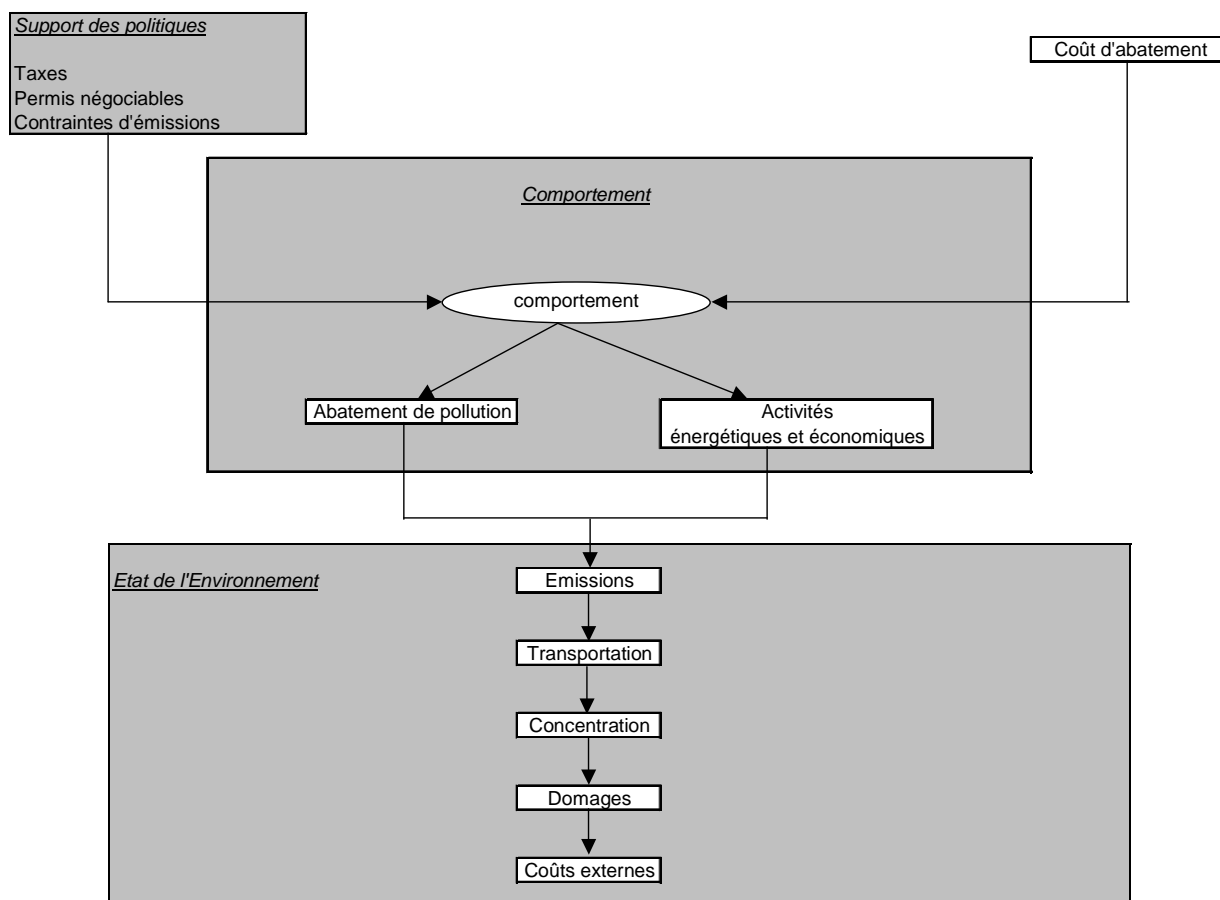 Support des politiques
Taxes
Permis négociables
Contraintes d'émissions
Coût d'abatement
Comportement
comportement
Abatement de pollution
Activités
énergétiques et économiques
Etat de l'Environnement
Emissions
Transportation
Concentration
Domages
Coûts externes